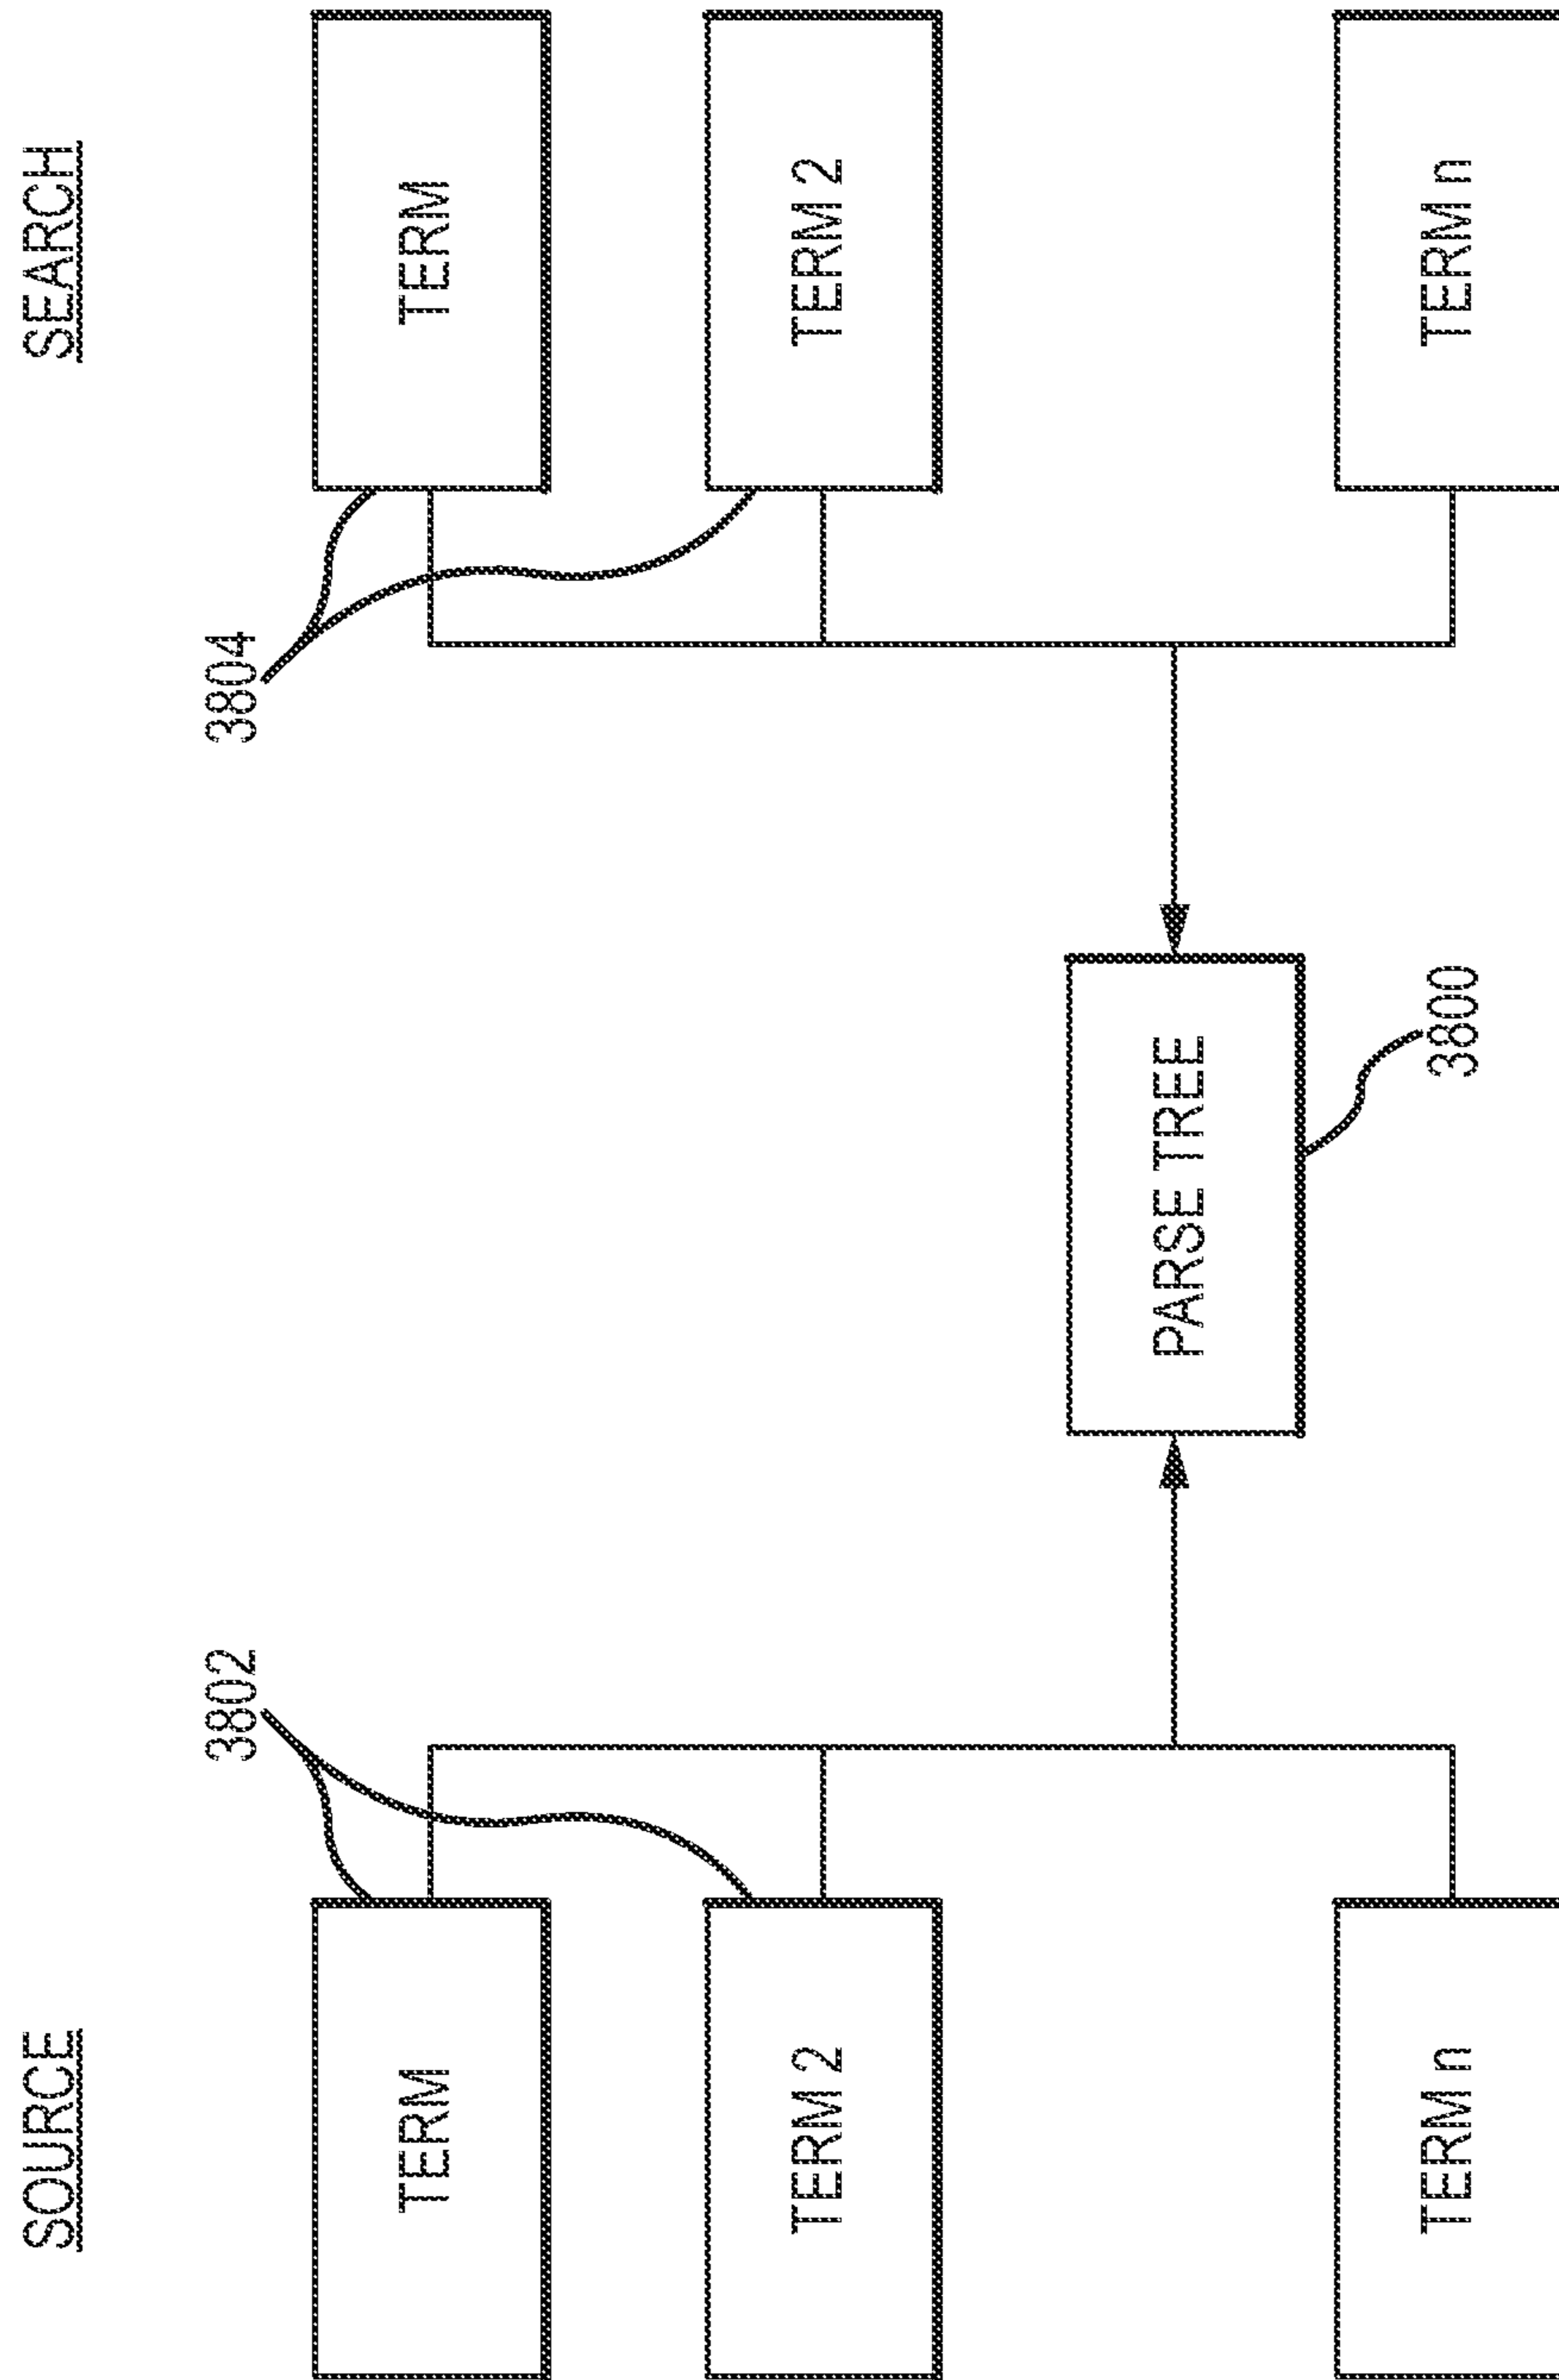 SOURCE
SEARCH
3802
3804
TERM
TERM
TERM 2
TERM 2
PARSE TREE
3800
TERM n
TERM n